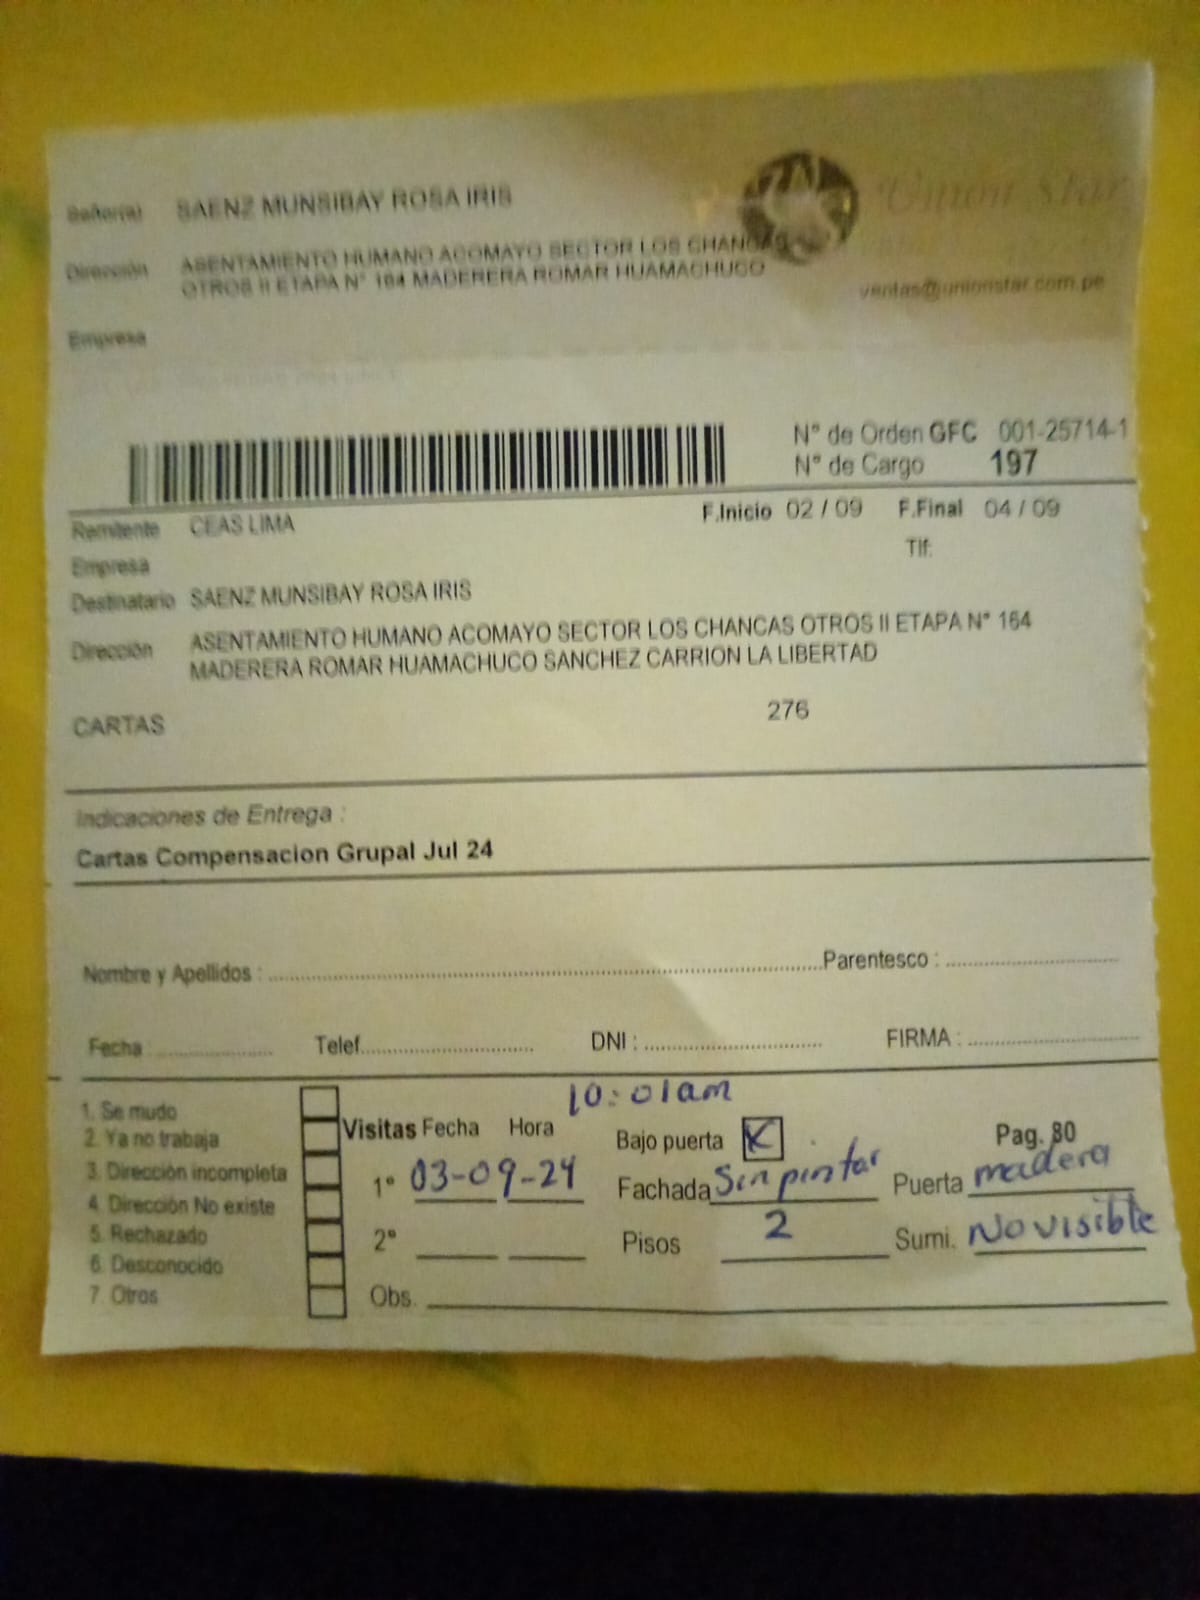 Señor(a) SAENZ MUNSIBAY ROSA IRIS
Union Star
Dirección ASENTAMIENTO HUMANO ACOMAYO SECTOR LOS CHANCAS
OTROS II ETAPA N° 164 MADERERA ROMAR HUAMACHUCO
ventas@unionstar.com.pe
Empresa
N° de Orden GFC 001-25714-1
N° de Cargo 197
Remitente CEAS LIMA F.Inicio 02 / 09 F.Final 04 / 09
Empresa Tlf:
Destinatario SAENZ MUNSIBAY ROSA IRIS
Dirección ASENTAMIENTO HUMANO ACOMAYO SECTOR LOS CHANCAS OTROS II ETAPA N° 164
MADERERA ROMAR HUAMACHUCO SANCHEZ CARRION LA LIBERTAD
CARTAS 276
Indicaciones de Entrega :
Cartas Compensacion Grupal Jul 24
Nombre y Apellidos : Parentesco :
Fecha : Telef. DNI : FIRMA :
10:01am
1. Se mudo
2. Ya no trabaja
3. Dirección incompleta
4. Dirección No existe
5. Rechazado
6. Desconocido
7. Otros
Visitas Fecha Hora Bajo puerta X Pag. 80
1° 03-09-24 Fachada Sin pintar Puerta madera
2° Pisos 2 Sumi. No visible
Obs.